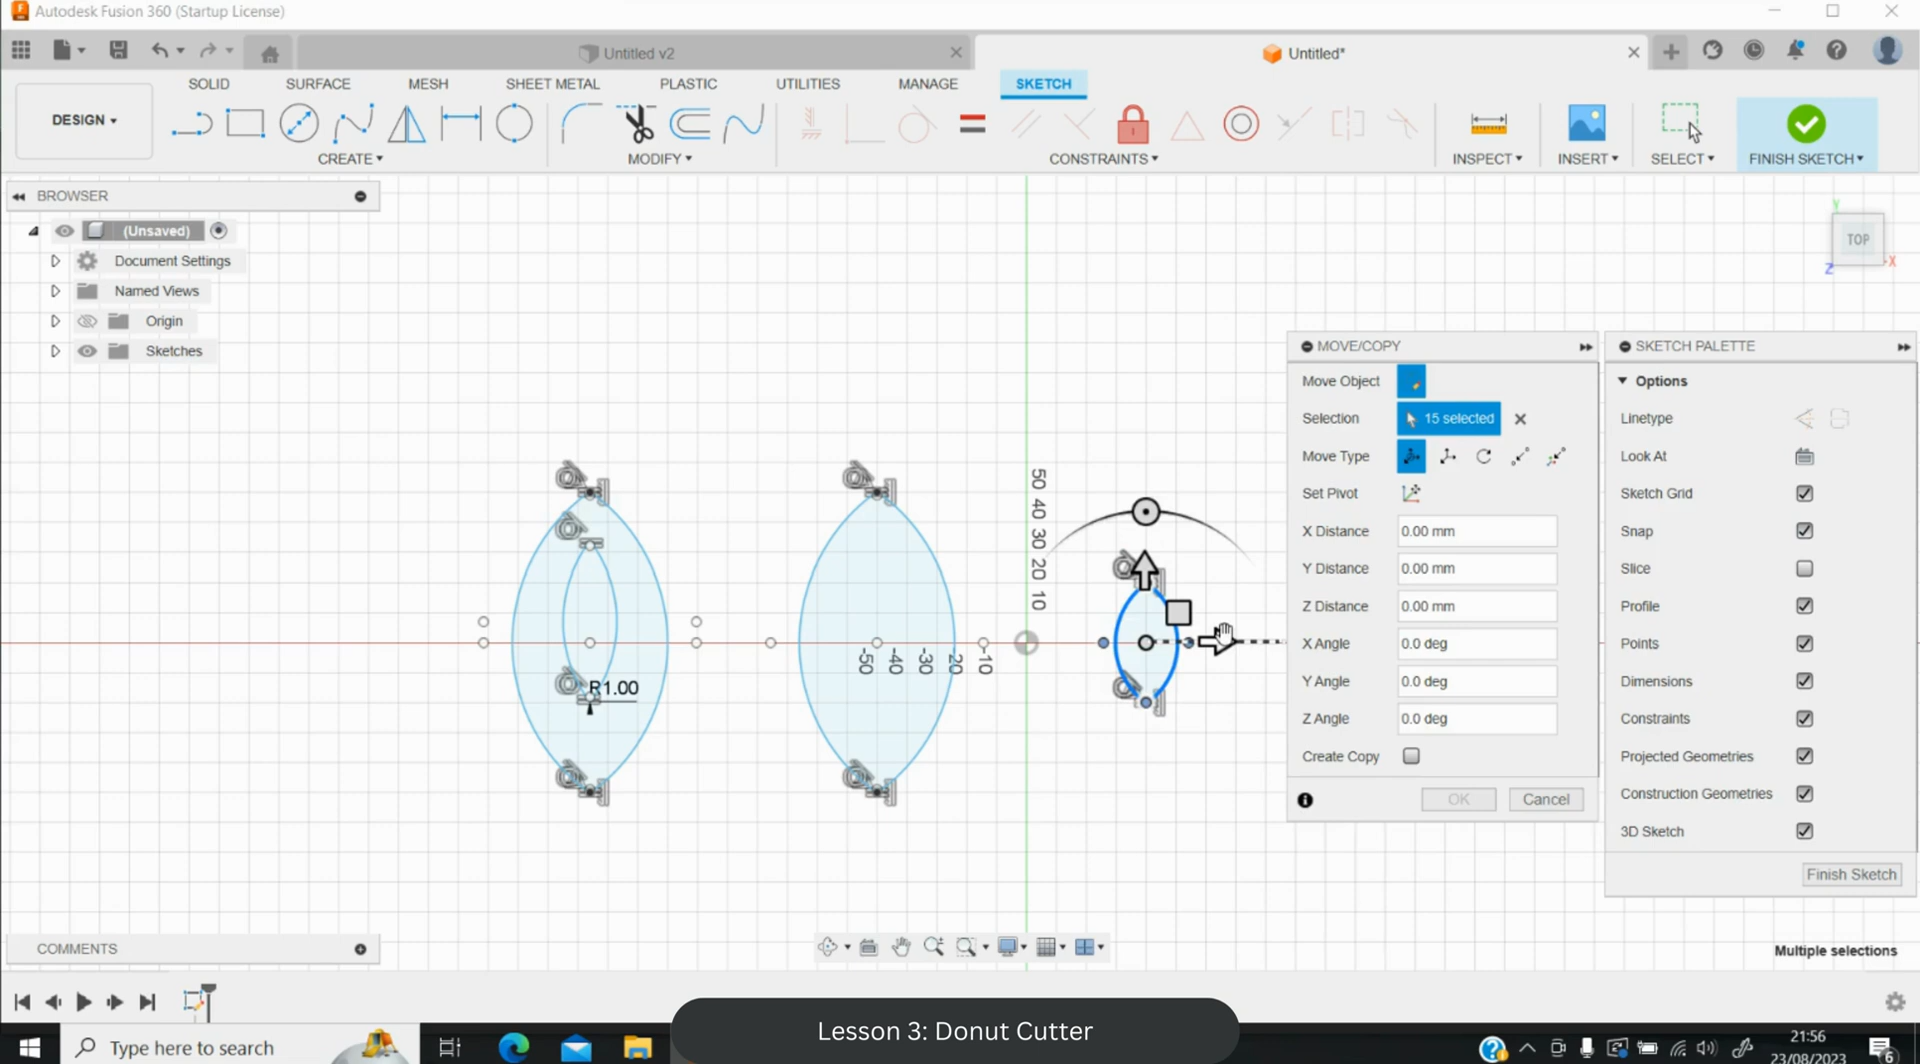 Autodesk Fusion 360 (Startup License)
Untitled v2
Untitled*
SOLID SURFACE MESH SHEET METAL PLASTIC UTILITIES MANAGE SKETCH
DESIGN
CREATE MODIFY CONSTRAINTS INSPECT INSERT SELECT FINISH SKETCH
BROWSER
(Unsaved)
Document Settings
Named Views
Origin
Sketches
TOP
Y
Z
X
MOVE/COPY
Move Object
Selection 15 selected
Move Type
Set Pivot
X Distance 0.00 mm
Y Distance 0.00 mm
Z Distance 0.00 mm
X Angle 0.0 deg
Y Angle 0.0 deg
Z Angle 0.0 deg
Create Copy
OK Cancel
SKETCH PALETTE
Options
Linetype
Look At
Sketch Grid
Snap
Slice
Profile
Points
Dimensions
Constraints
Projected Geometries
Construction Geometries
3D Sketch
Finish Sketch
50 40 30 20 10
-50 -40 -30 -20 -10
R1.00
COMMENTS
Multiple selections
Lesson 3: Donut Cutter
Type here to search
21:56
23/08/2023
6